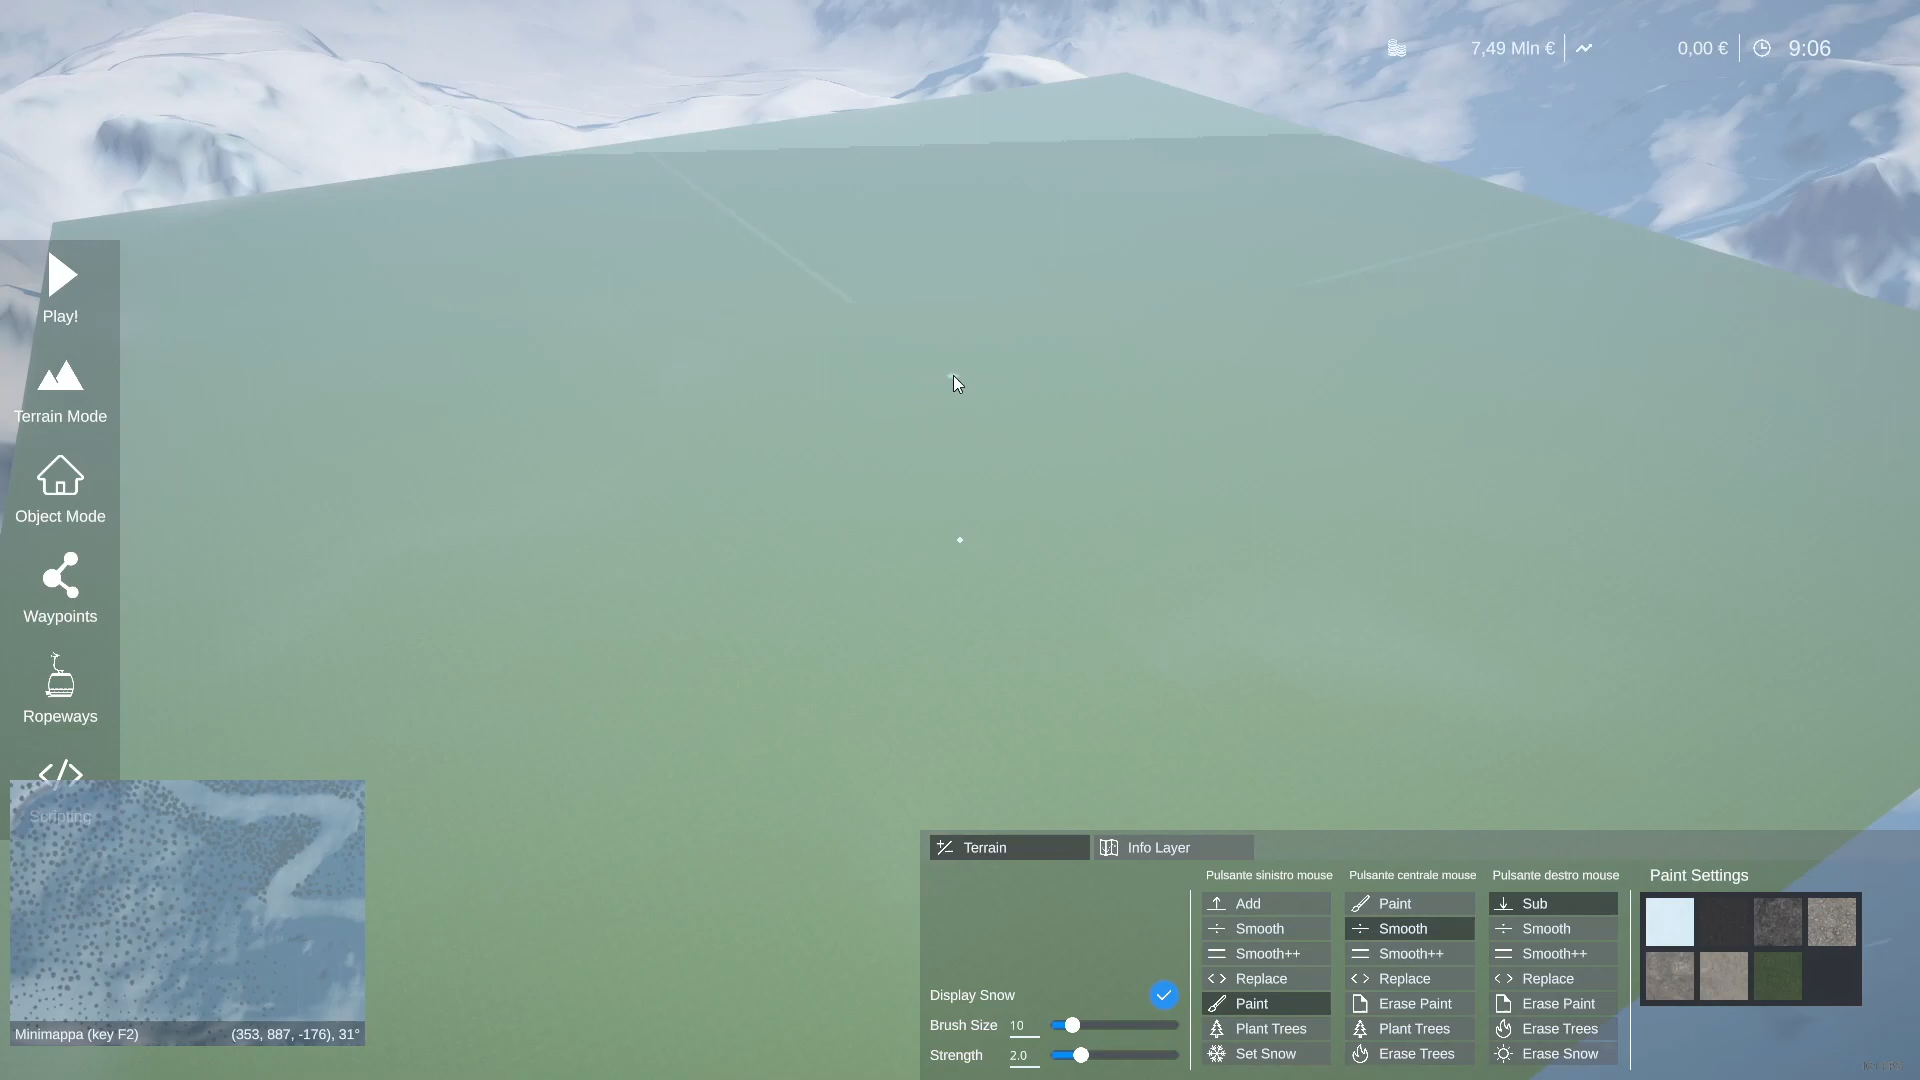 7,49 Mln €
0,00 €
9:06
Play!
Terrain Mode
Object Mode
Waypoints
Ropeways
Scripting
Minimappa (key F2)
(353, 887, -176), 31°
Terrain
Info Layer
Display Snow
Brush Size 10
Strength 2.0
Pulsante sinistro mouse
Add
Smooth
Smooth++
Replace
Paint
Plant Trees
Set Snow
Pulsante centrale mouse
Paint
Smooth
Smooth++
Replace
Erase Paint
Plant Trees
Erase Trees
Pulsante destro mouse
Sub
Smooth
Smooth++
Replace
Erase Paint
Erase Trees
Erase Snow
Paint Settings